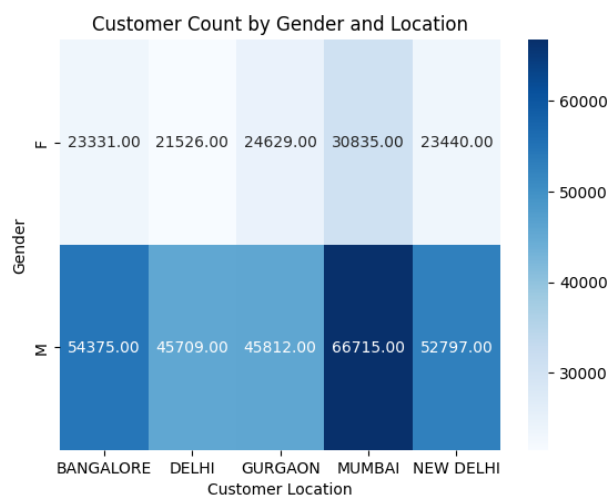 Customer Count by Gender and Location
F
23331.00 21526.00 24629.00 30835.00 23440.00
Gender
M
54375.00 45709.00 45812.00 66715.00 52797.00
BANGALORE DELHI GURGAON MUMBAI NEW DELHI
Customer Location
60000
50000
40000
30000